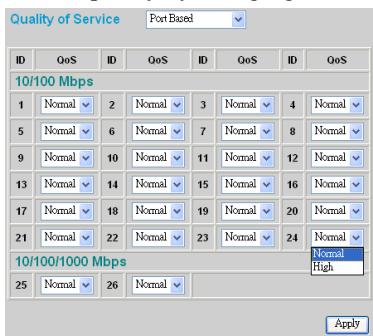 Quality of Service Port Based
ID QoS ID QoS ID QoS ID QoS
10/100 Mbps
1 Normal 2 Normal 3 Normal 4 Normal
5 Normal 6 Normal 7 Normal 8 Normal
9 Normal 10 Normal 11 Normal 12 Normal
13 Normal 14 Normal 15 Normal 16 Normal
17 Normal 18 Normal 19 Normal 20 Normal
21 Normal 22 Normal 23 Normal 24 Normal
Normal
High
10/100/1000 Mbps
25 Normal 26 Normal
Apply